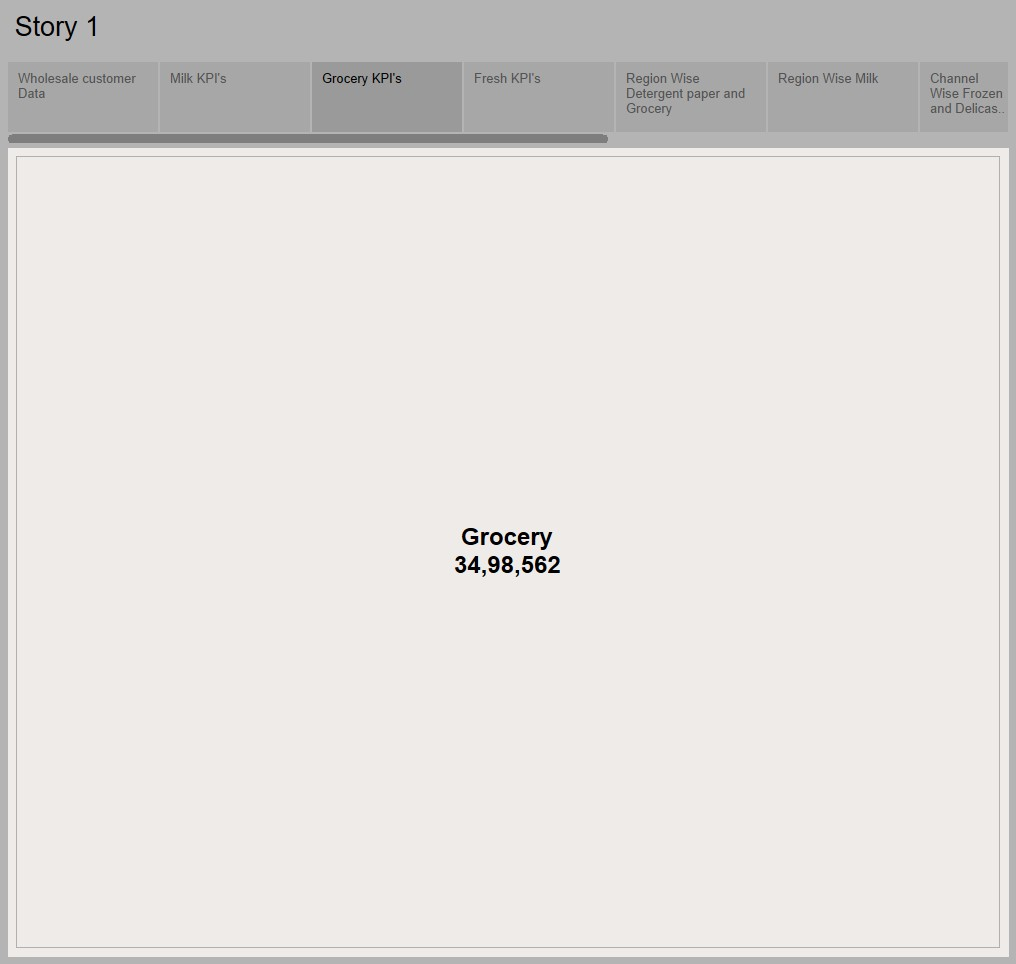 Story 1
Wholesale customer
Data
Milk KPI's
Grocery KPI's
Fresh KPI's
Region Wise
Detergent paper and
Grocery
Region Wise Milk
Channel
Wise Frozen
and Delicas..
Grocery
34,98,562